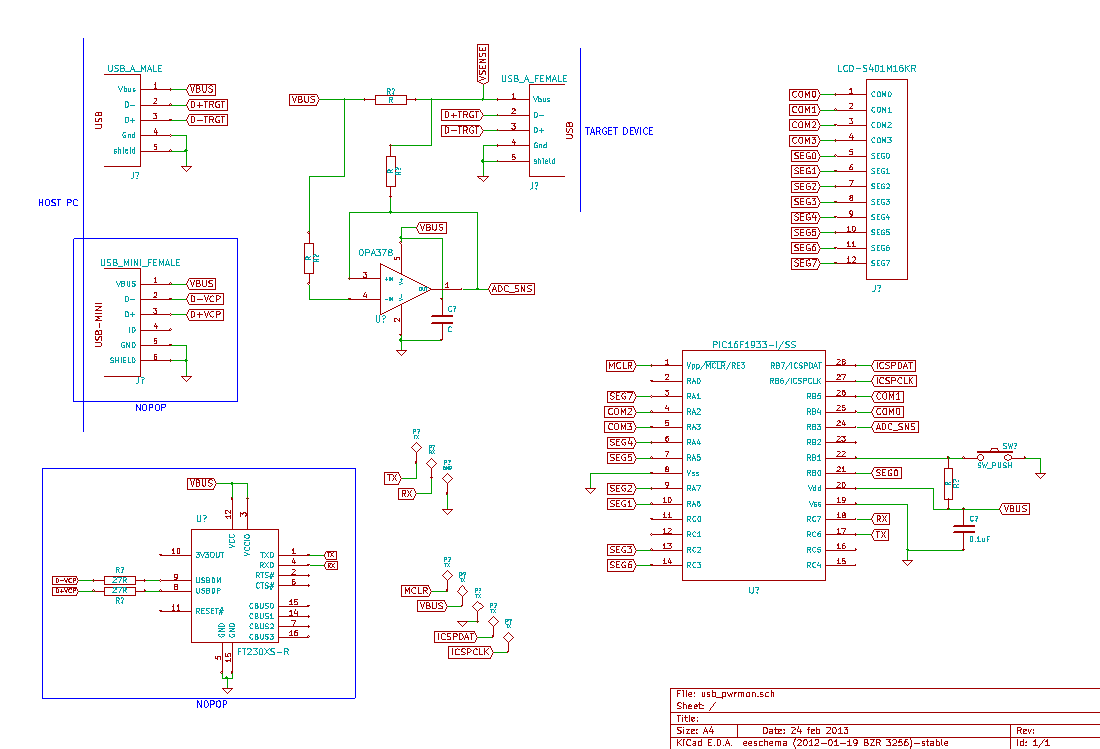 USB_A_MALE
USB
Vbus 1 VBUS
D- 2 D+TRGT
D+ 3 D-TRGT
Gnd 4
shield 5
J?
HOST PC
USB_MINI_FEMALE
USB-MINI
VBUS 1 VBUS
D- 2 D-VCP
D+ 3 D+VCP
ID 4
GND 5
SHIELD 6
J?
NOPOP
VSENSE
USB_A_FEMALE
VBUS
R?
R
1 Vbus
D+TRGT 2 D-
D-TRGT 3 D+
4 Gnd
5 shield
USB
J?
TARGET DEVICE
R
R?
R
R?
VBUS
OPA378
5
3 +IN
V+
4 -IN
V-
OUT
1
2
U?
ADC_SNS
C?
C
LCD-S401M16KR
COM0 1 COM0
COM1 2 COM1
COM2 3 COM2
COM3 4 COM3
SEG0 5 SEG0
SEG1 6 SEG1
SEG2 7 SEG2
SEG3 8 SEG3
SEG4 9 SEG4
SEG5 10 SEG5
SEG6 11 SEG6
SEG7 12 SEG7
J?
PIC16F1933-I/SS
MCLR 1 Vpp/MCLR/RE3
2 RA0
SEG7 3 RA1
COM2 4 RA2
COM3 5 RA3
SEG4 6 RA4
SEG5 7 RA5
8 Vss
SEG2 9 RA7
SEG1 10 RA6
11 RC0
12 RC1
SEG3 13 RC2
SEG6 14 RC3
RB7/ICSPDAT 28 ICSPDAT
RB6/ICSPCLK 27 ICSPCLK
RB5 26 COM1
RB4 25 COM0
RB3 24 ADC_SNS
RB2 23
RB1 22
RB0 21 SEG0
Vdd 20
Vss 19
RC7 18 RX
RC6 17 TX
RC5 16
RC4 15
U?
SW?
SW_PUSH
R
R?
VBUS
C?
0.1uF
P?
TX
P?
RX
P?
GND
TX
RX
VBUS
U?
12
3
VCC
VCCIO
10 3V3OUT
TXD 1 TX
RXD 4 RX
RTS# 2
CTS# 6
R?
D-VCP 27R 9 USBDM
D+VCP 27R 8 USBDP
R?
11 RESET#
CBUS0 15
CBUS1 14
CBUS2 7
CBUS3 16
GND
GND
5
15
FT230XS-R
NOPOP
P?
TX
P?
TX
P?
TX
P?
TX
P?
TX
MCLR
VBUS
ICSPDAT
ICSPCLK
File: usb_pwrmon.sch
Sheet: /
Title:
Size: A4 Date: 24 feb 2013 Rev:
KiCad E.D.A. eeschema (2012-01-19 BZR 3256)-stable Id: 1/1